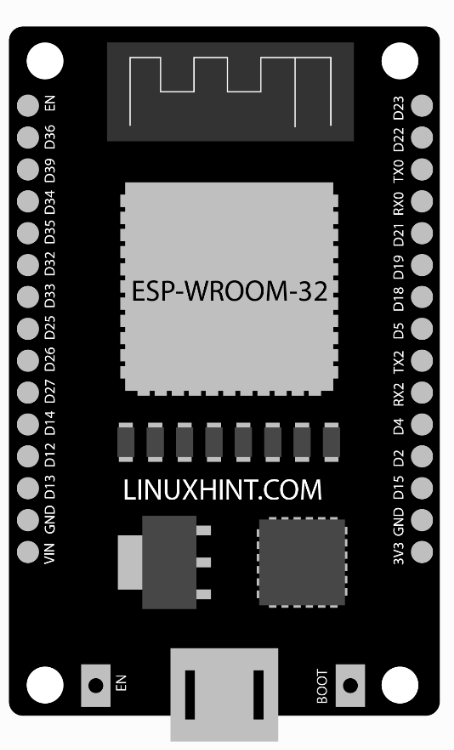 EN
D36
D39
D34
D35
D32
D33
D25
D26
D27
D14
D12
D13
GND
VIN
D23
D22
TX0
RX0
D21
D19
D18
D5
TX2
RX2
D4
D2
D15
GND
3V3
ESP-WROOM-32
LINUXHINT.COM
EN
BOOT